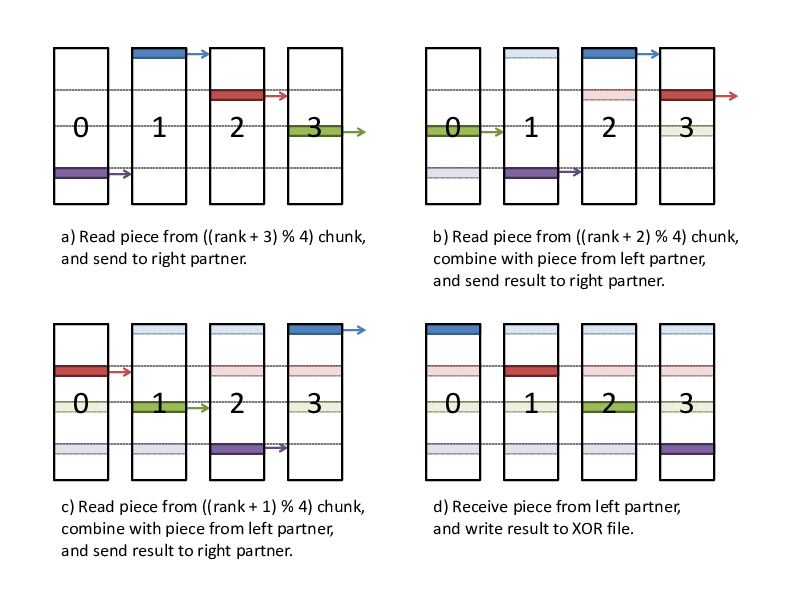 0 1 2 3
0 1 2 3
a) Read piece from ((rank + 3) % 4) chunk,
and send to right partner.
b) Read piece from ((rank + 2) % 4) chunk,
combine with piece from left partner,
and send result to right partner.
0 1 2 3
0 1 2 3
c) Read piece from ((rank + 1) % 4) chunk,
combine with piece from left partner,
and send result to right partner.
d) Receive piece from left partner,
and write result to XOR file.